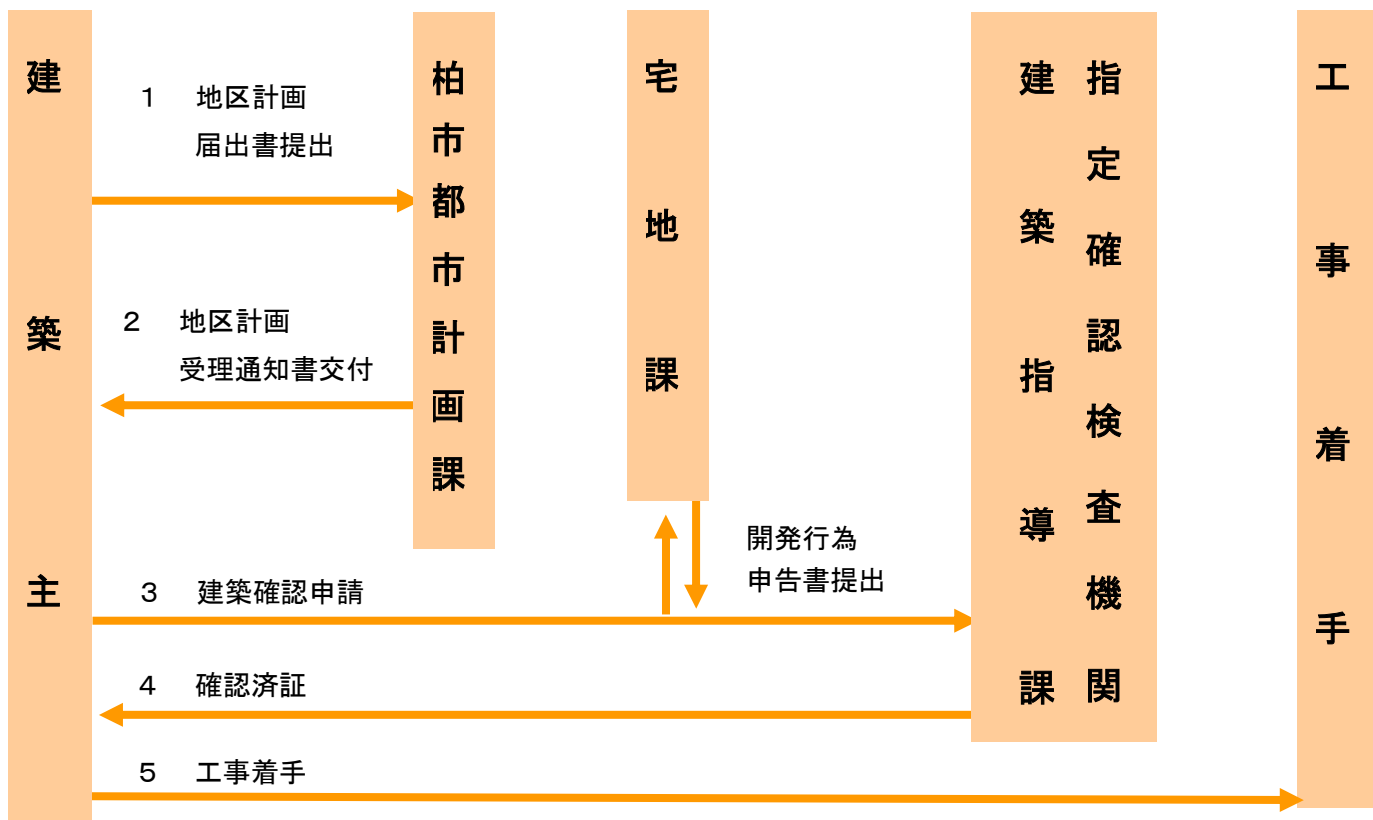 建築主
1 地区計画
届出書提出
2 地区計画
受理通知書交付
柏市都市計画課
宅地課
開発行為
申告書提出
3 建築確認申請
4 確認済証
5 工事着手
指定確認検査機関
建築指導課
工事着手